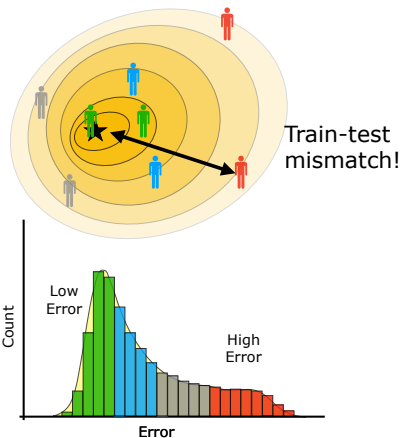 Train-test
mismatch!
Low
Error
High
Error
Count
Error